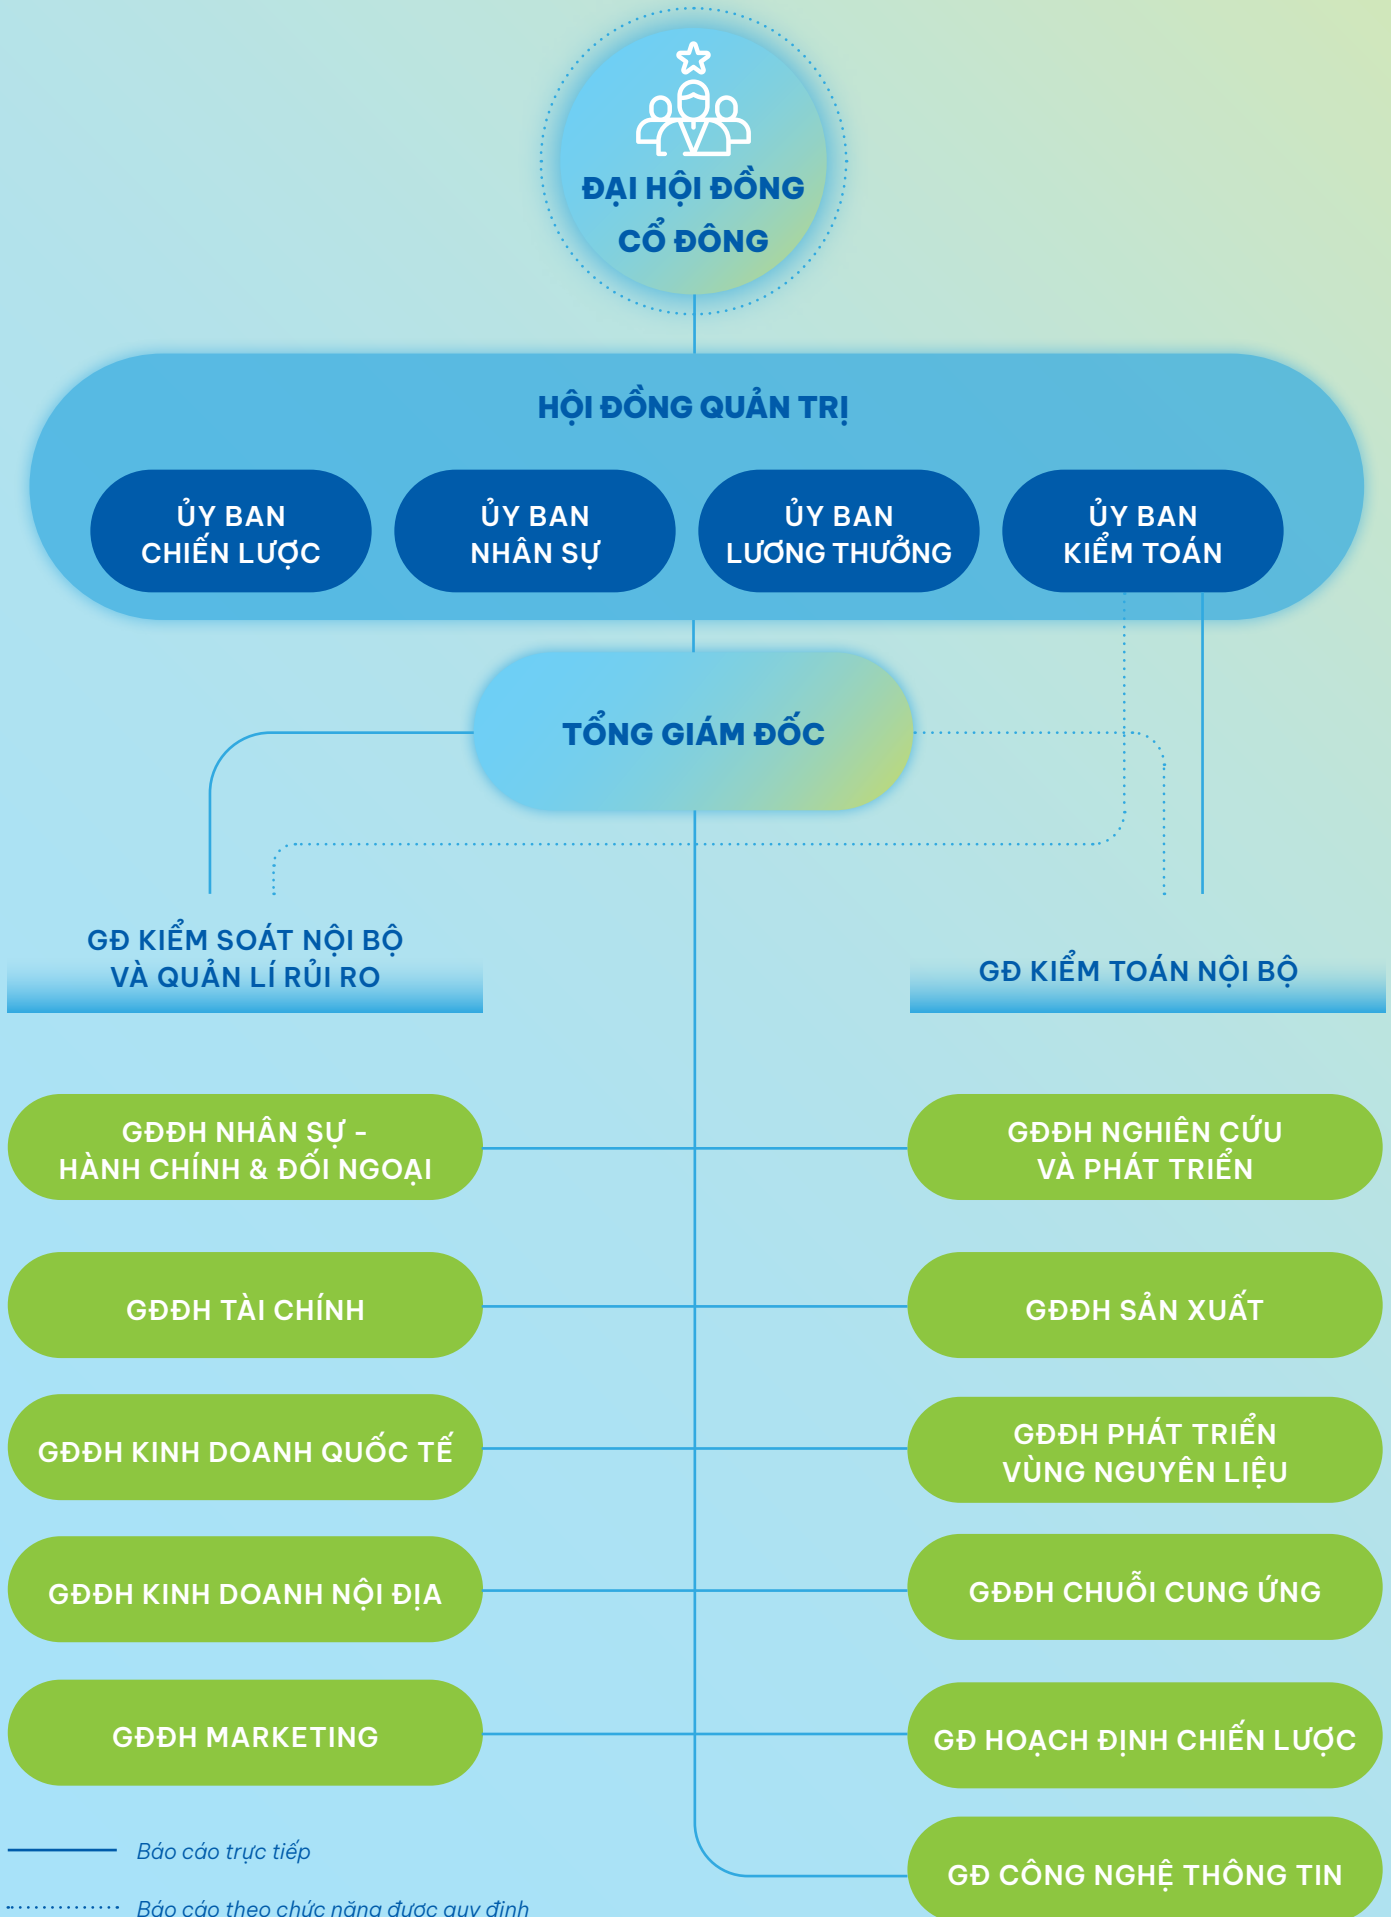 ĐẠI HỘI ĐỒNG
CỔ ĐÔNG
HỘI ĐỒNG QUẢN TRỊ
ỦY BAN
CHIẾN LƯỢC
ỦY BAN
NHÂN SỰ
ỦY BAN
LƯƠNG THƯỞNG
ỦY BAN
KIỂM TOÁN
TỔNG GIÁM ĐỐC
GĐ KIỂM SOÁT NỘI BỘ
VÀ QUẢN LÍ RỦI RO
GĐ KIỂM TOÁN NỘI BỘ
GĐĐH NHÂN SỰ -
HÀNH CHÍNH & ĐỐI NGOẠI
GĐĐH NGHIÊN CỨU
VÀ PHÁT TRIỂN
GĐĐH TÀI CHÍNH
GĐĐH SẢN XUẤT
GĐĐH KINH DOANH QUỐC TẾ
GĐĐH PHÁT TRIỂN
VÙNG NGUYÊN LIỆU
GĐĐH KINH DOANH NỘI ĐỊA
GĐĐH CHUỖI CUNG ỨNG
GĐĐH MARKETING
GĐ HOẠCH ĐỊNH CHIẾN LƯỢC
GĐ CÔNG NGHỆ THÔNG TIN
Báo cáo trực tiếp
Báo cáo theo chức năng được quy định